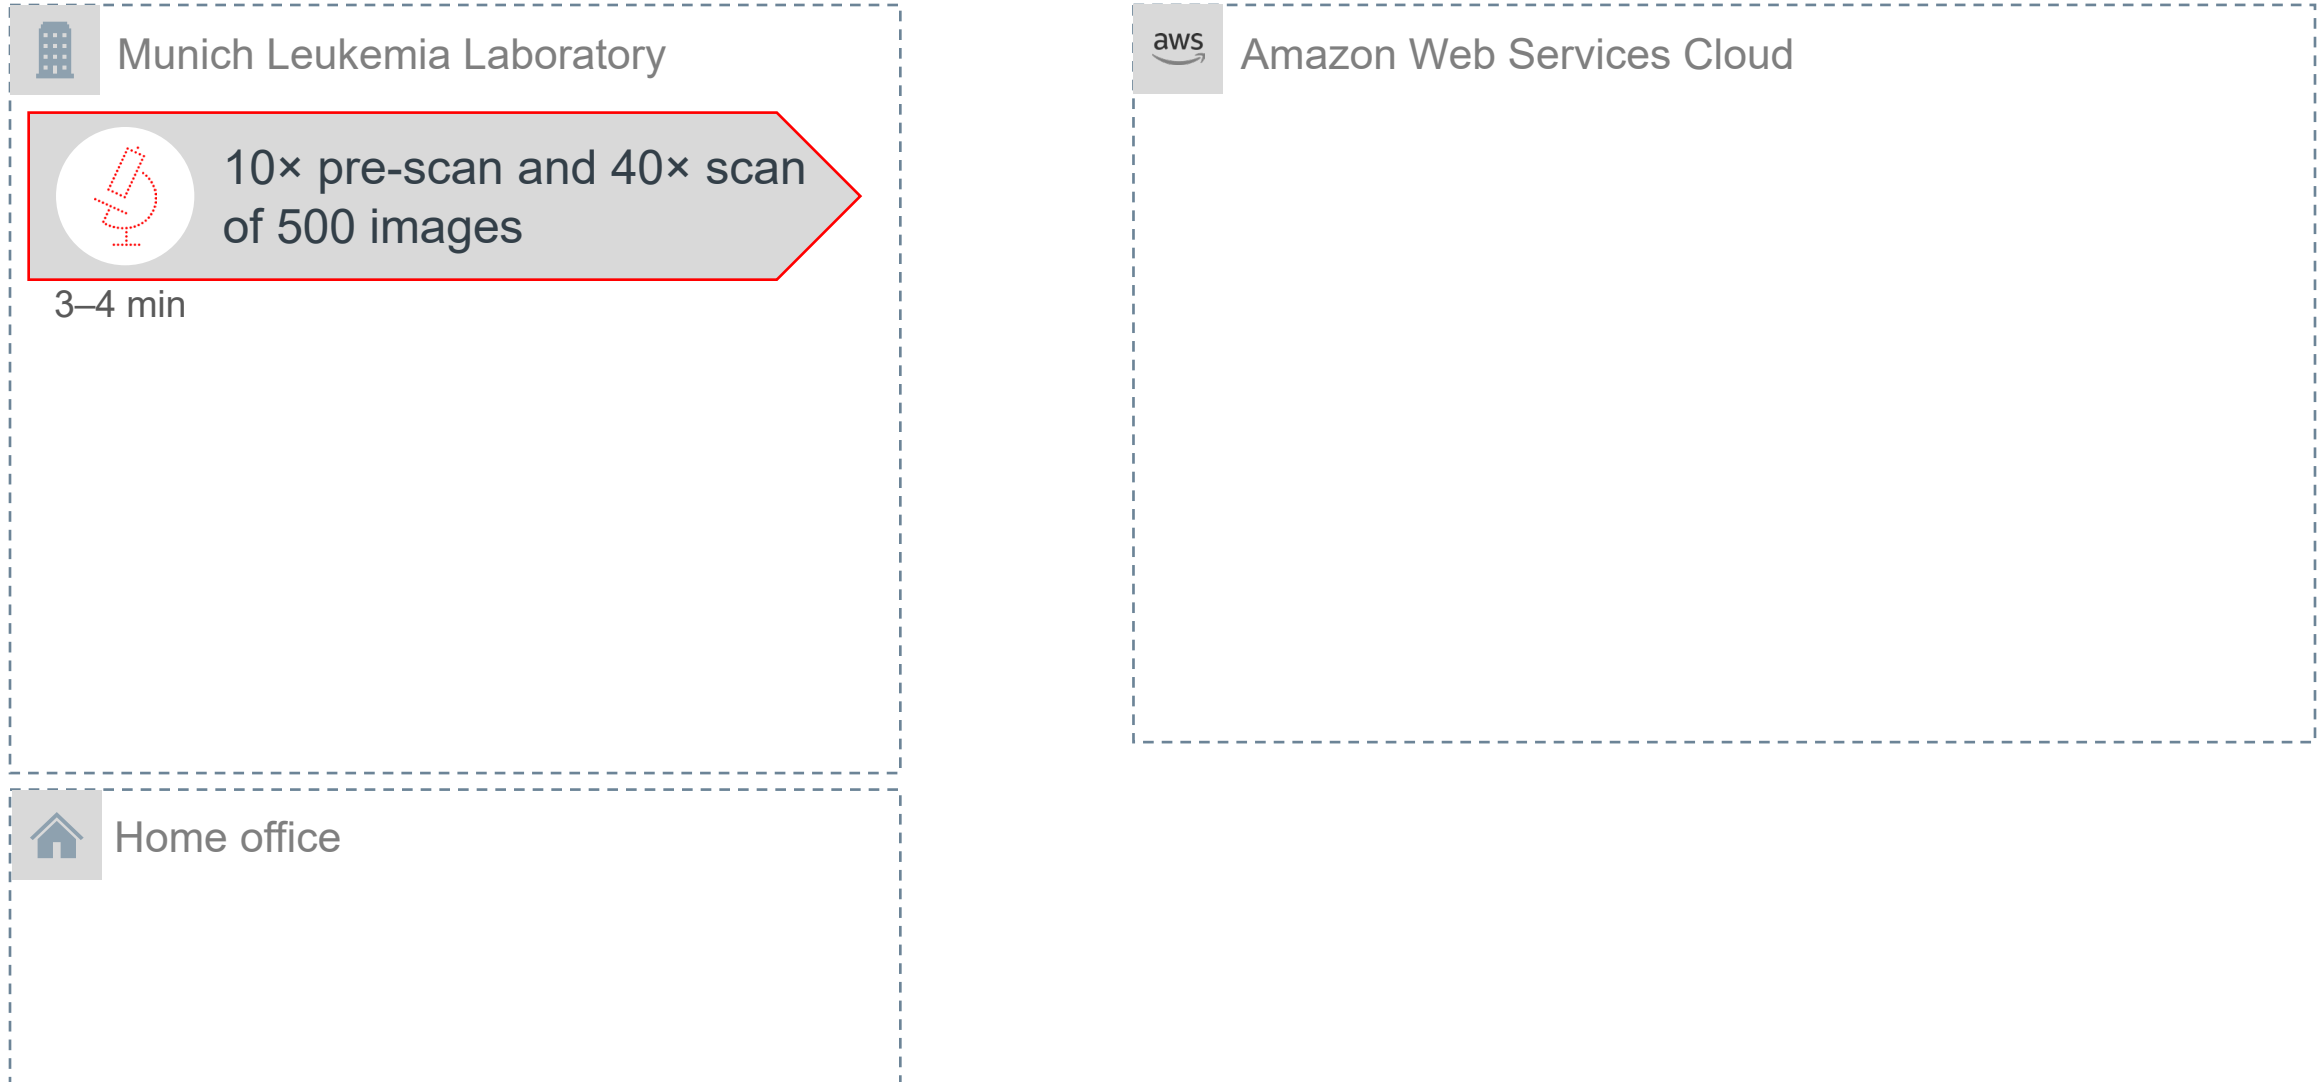 Munich Leukemia Laboratory
10× pre-scan and 40× scan
of 500 images
3–4 min
aws
Amazon Web Services Cloud
Home office